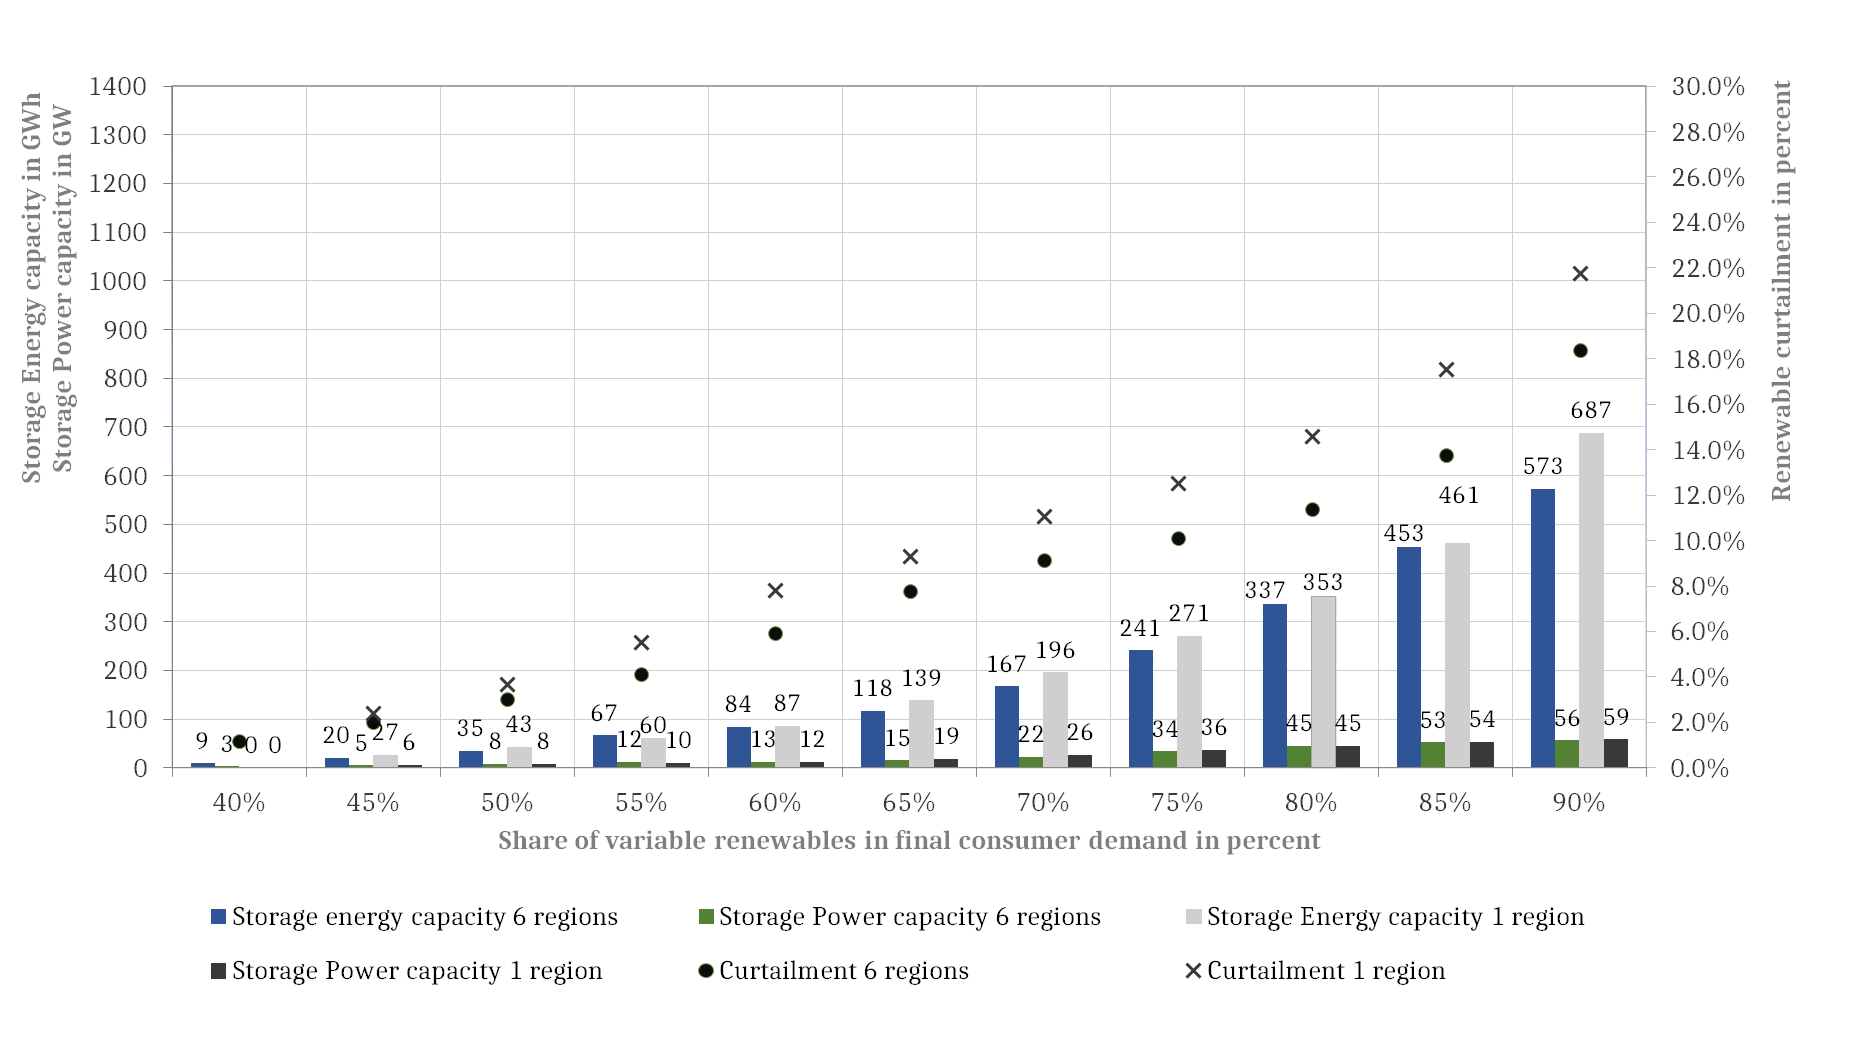 Storage Energy capacity in GWh
Storage Power capacity in GW
1400
1300
1200
1100
1000
900
800
700
600
500
400
300
200
100
0
30.0%
28.0%
26.0%
24.0%
22.0%
20.0%
18.0%
16.0%
14.0%
12.0%
10.0%
8.0%
6.0%
4.0%
2.0%
0.0%
Renewable curtailment in percent
9 3 0 0
20 5 27 6
35 8 43 8
67 12 60 10
84 13 87 12
118 15 139 19
167 22 196 26
241 34 271 36
337 45 353 45
453 53 461 54
573 56 687 59
40% 45% 50% 55% 60% 65% 70% 75% 80% 85% 90%
Share of variable renewables in final consumer demand in percent
Storage energy capacity 6 regions
Storage Power capacity 6 regions
Storage Energy capacity 1 region
Storage Power capacity 1 region
Curtailment 6 regions
Curtailment 1 region